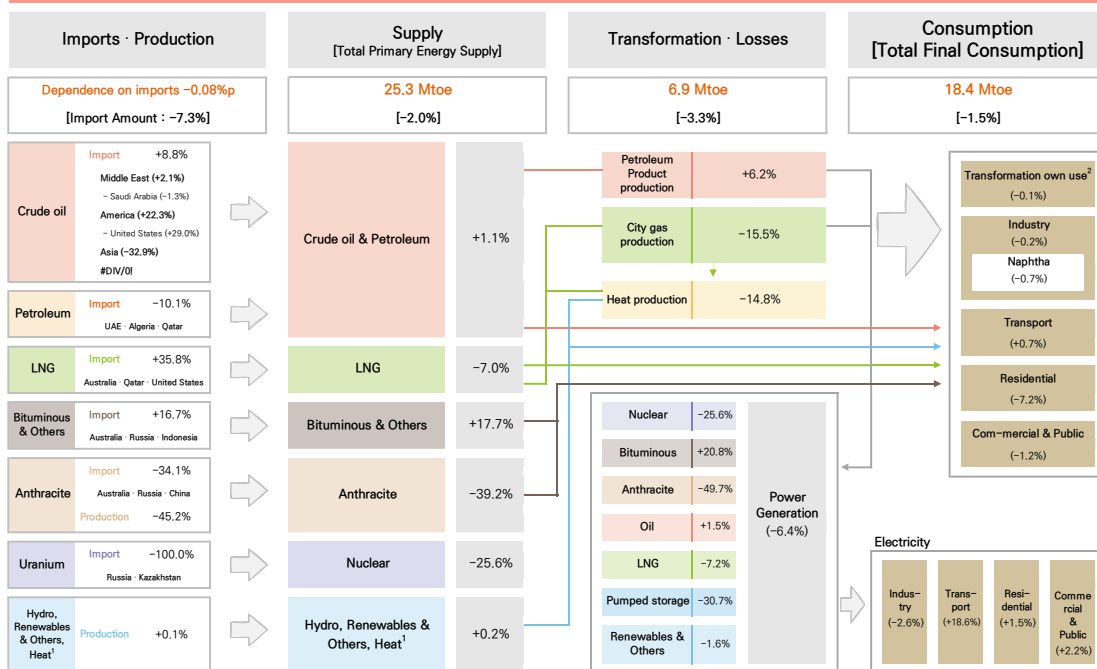 Imports · Production
Supply
[Total Primary Energy Supply]
Transformation · Losses
Consumption
[Total Final Consumption]
Dependence on imports -0.08%p
[Import Amount : -7.3%]
25.3 Mtoe
[-2.0%]
6.9 Mtoe
[-3.3%]
18.4 Mtoe
[-1.5%]
Crude oil
Import +8.8%
Middle East (+2.1%)
- Saudi Arabia (-1.3%)
America (+22.3%)
- United States (+29.0%)
Asia (-32.9%)
#DIV/0!
Petroleum
Import -10.1%
UAE · Algeria · Qatar
LNG
Import +35.8%
Australia · Qatar · United States
Bituminous
& Others
Import +16.7%
Australia · Russia · Indonesia
Anthracite
Import -34.1%
Australia · Russia · China
Production -45.2%
Uranium
Import -100.0%
Russia · Kazakhstan
Hydro,
Renewables
& Others,
Heat1
Production +0.1%
Crude oil & Petroleum +1.1%
LNG -7.0%
Bituminous & Others +17.7%
Anthracite -39.2%
Nuclear -25.6%
Hydro, Renewables &
Others, Heat1
+0.2%
Petroleum
Product
production
+6.2%
City gas
production
-15.5%
Heat production -14.8%
Nuclear -25.6%
Bituminous +20.8%
Anthracite -49.7%
Oil +1.5%
LNG -7.2%
Pumped storage -30.7%
Renewables &
Others
-1.6%
Power
Generation
(-6.4%)
Transformation own use2
(-0.1%)
Industry
(-0.2%)
Naphtha
(-0.7%)
Transport
(+0.7%)
Residential
(-7.2%)
Com-mercial & Public
(-1.2%)
Electricity
Indus-
try
(-2.6%)
Trans-
port
(+18.6%)
Resi-
dential
(+1.5%)
Comme
rcial
&
Public
(+2.2%)